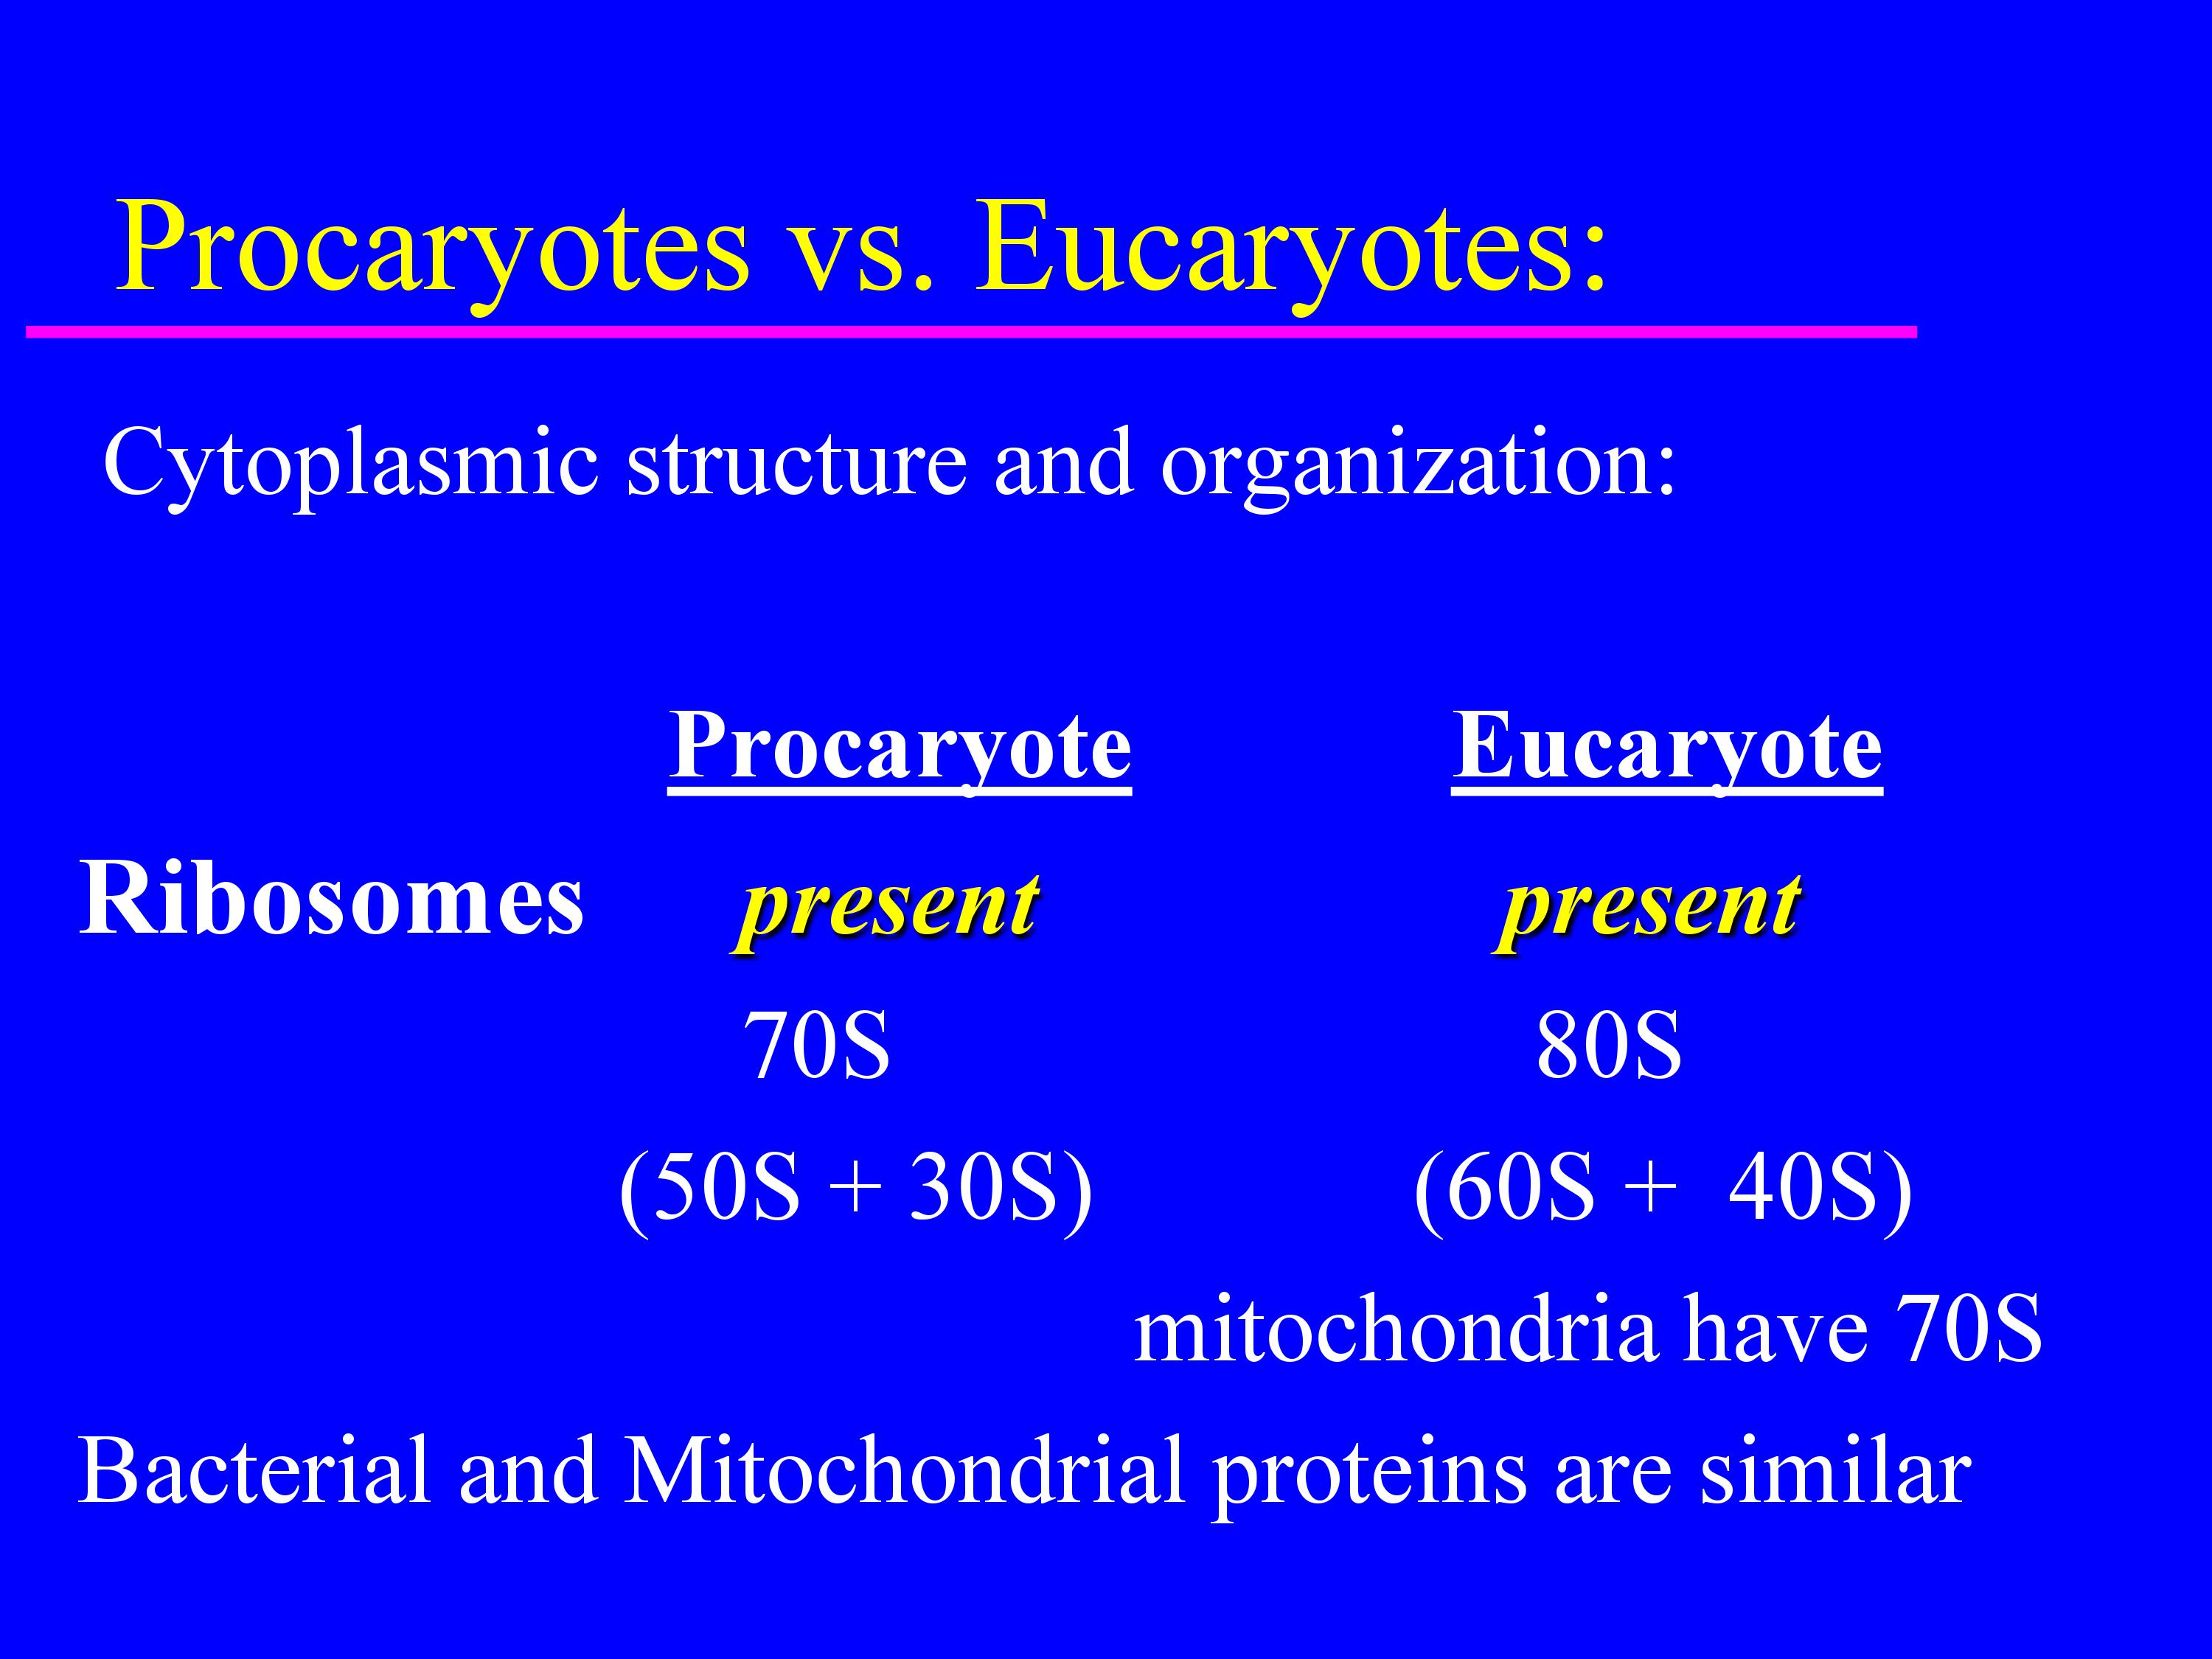 Procaryotes vs. Eucaryotes:
Cytoplasmic structure and organization:
Procaryote Eucaryote
Ribosomes present present
70S 80S
(50S + 30S) (60S + 40S)
mitochondria have 70S
Bacterial and Mitochondrial proteins are similar